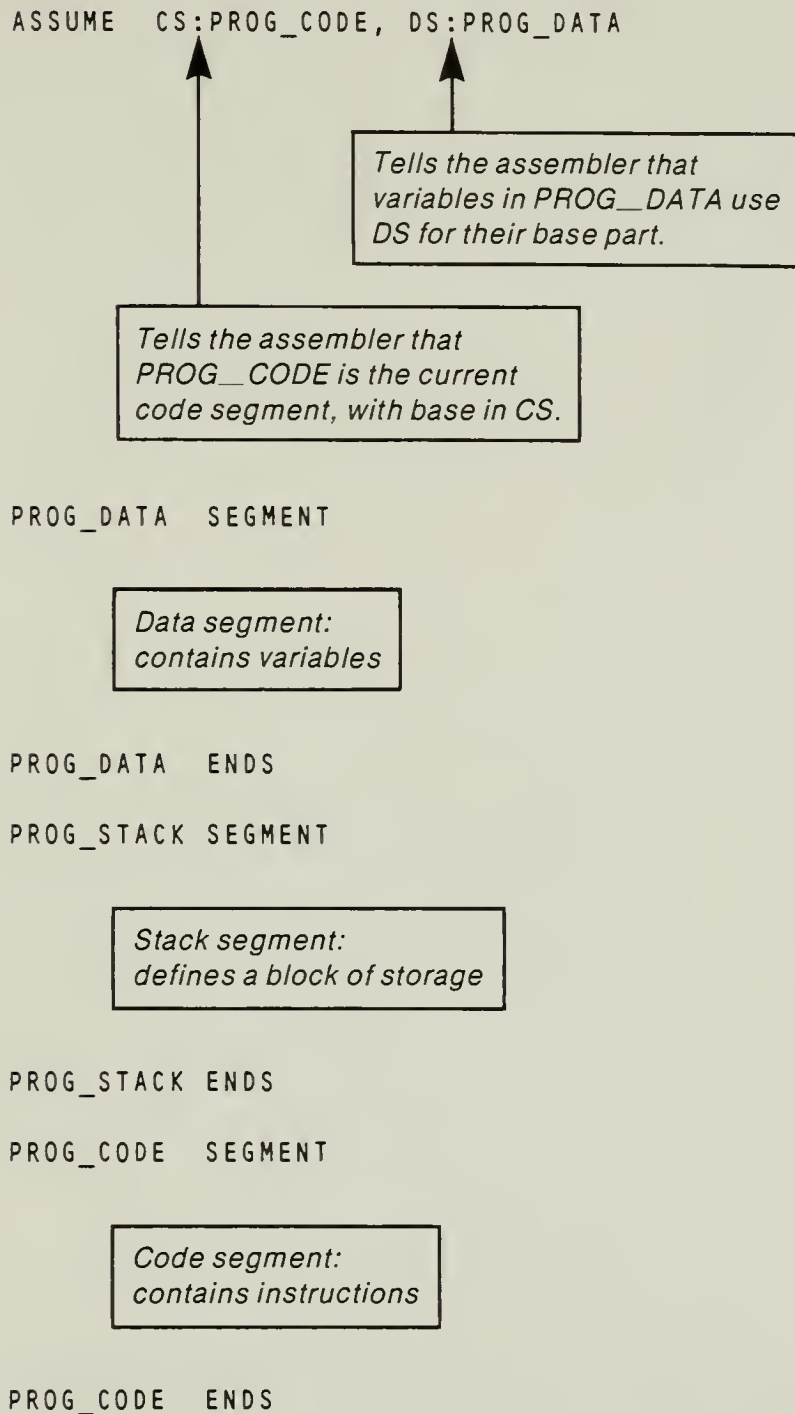 ASSUME CS:PROG_CODE, DS:PROG_DATA
Tells the assembler that
variables in PROG__DATA use
DS for their base part.
Tells the assembler that
PROG__CODE is the current
code segment, with base in CS.
PROG_DATA SEGMENT
Data segment:
contains variables
PROG_DATA ENDS
PROG_STACK SEGMENT
Stack segment:
defines a block of storage
PROG_STACK ENDS
PROG_CODE SEGMENT
Code segment:
contains instructions
PROG_CODE ENDS